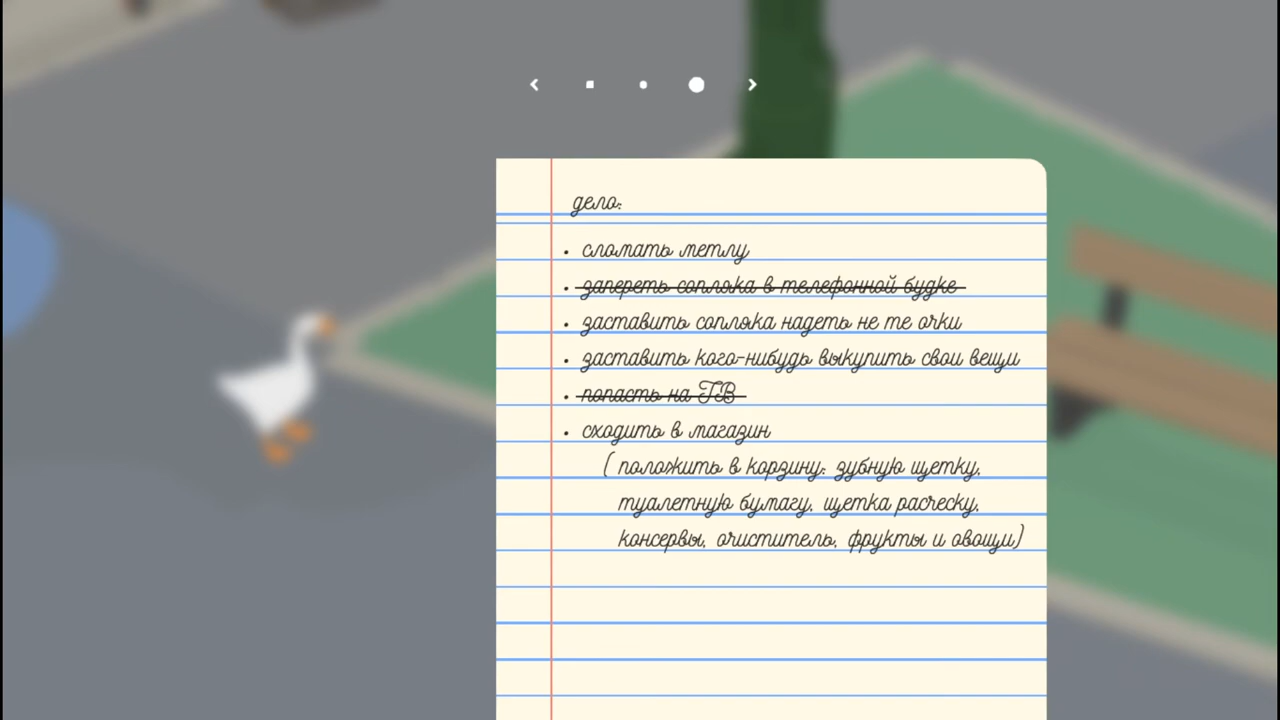 дело:
• сломать метлу
• запереть сопляка в телефонной будке
• заставить сопляка надеть не те очки
• заставить кого-нибудь выкупить свои вещи
• попасть на ТВ
• сходить в магазин
(положить в корзину: зубную щетку,
туалетную бумагу, щетка расческу,
консервы, очиститель, фрукты и овощи)